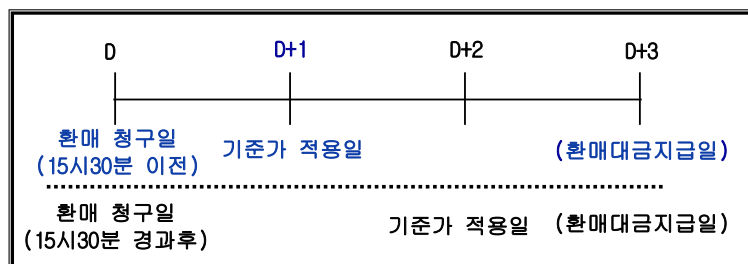 D D+1 D+2 D+3
환매 청구일 기준가 적용일 (환매대금지급일)
(15시30분 이전)
환매 청구일 기준가 적용일 (환매대금지급일)
(15시30분 경과후)